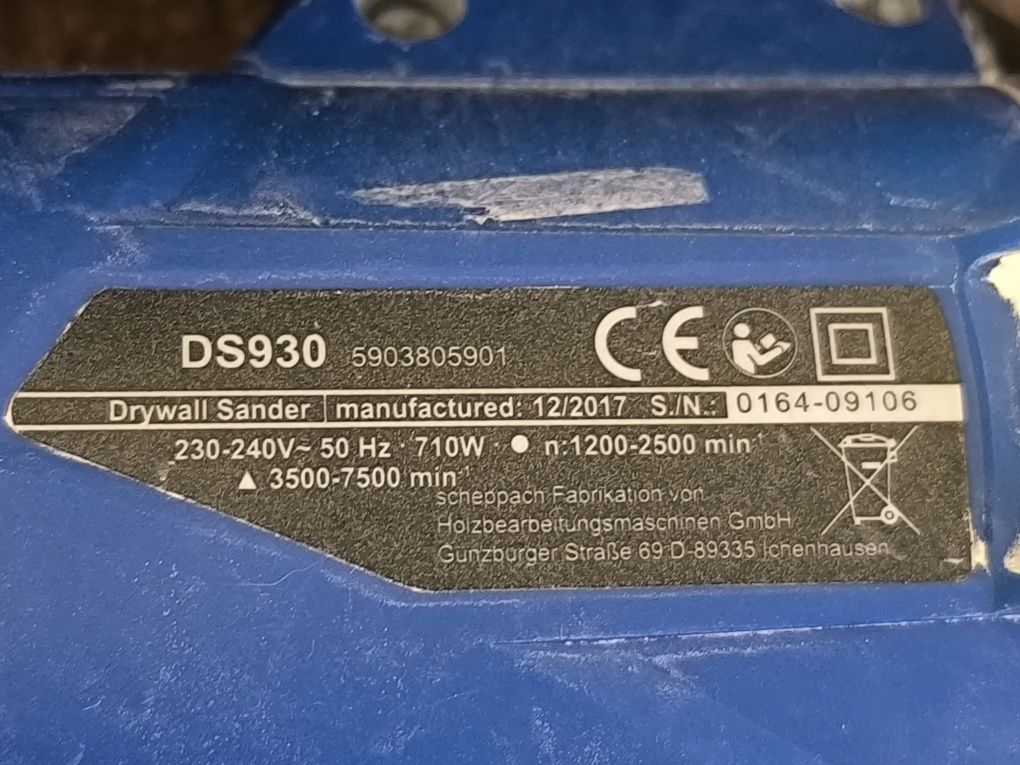 DS930 5903805901 CE
Drywall Sander manufactured: 12/2017 S./N.: 0164-09106
230-240V~ 50 Hz · 710W · ● n:1200-2500 min⁻¹
▲ 3500-7500 min⁻¹
scheppach Fabrikation von
Holzbearbeitungsmaschinen GmbH
Günzburger Straße 69 D-89335 Ichenhausen